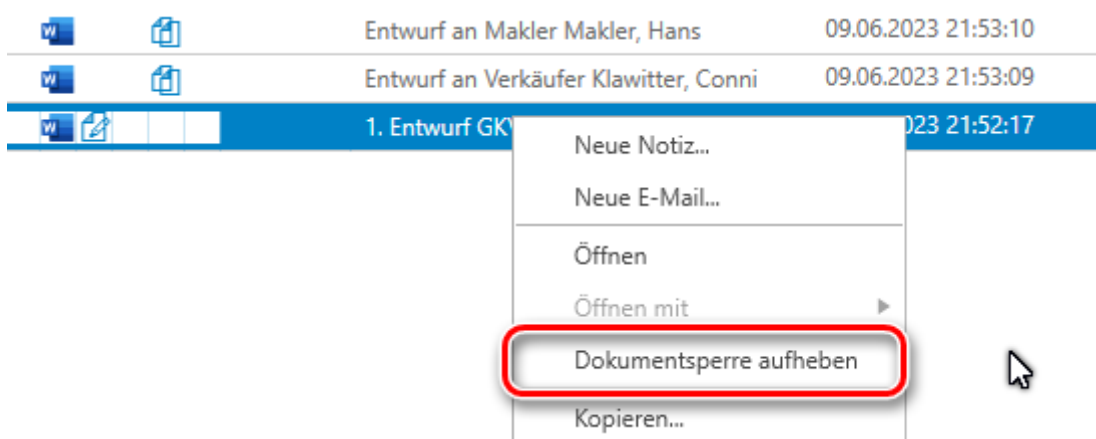 Entwurf an Makler Makler, Hans 09.06.2023 21:53:10
Entwurf an Verkäufer Klawitter, Conni 09.06.2023 21:53:09
1. Entwurf GK 023 21:52:17
Neue Notiz...
Neue E-Mail...
Öffnen
Öffnen mit
Dokumentsperre aufheben
Kopieren...